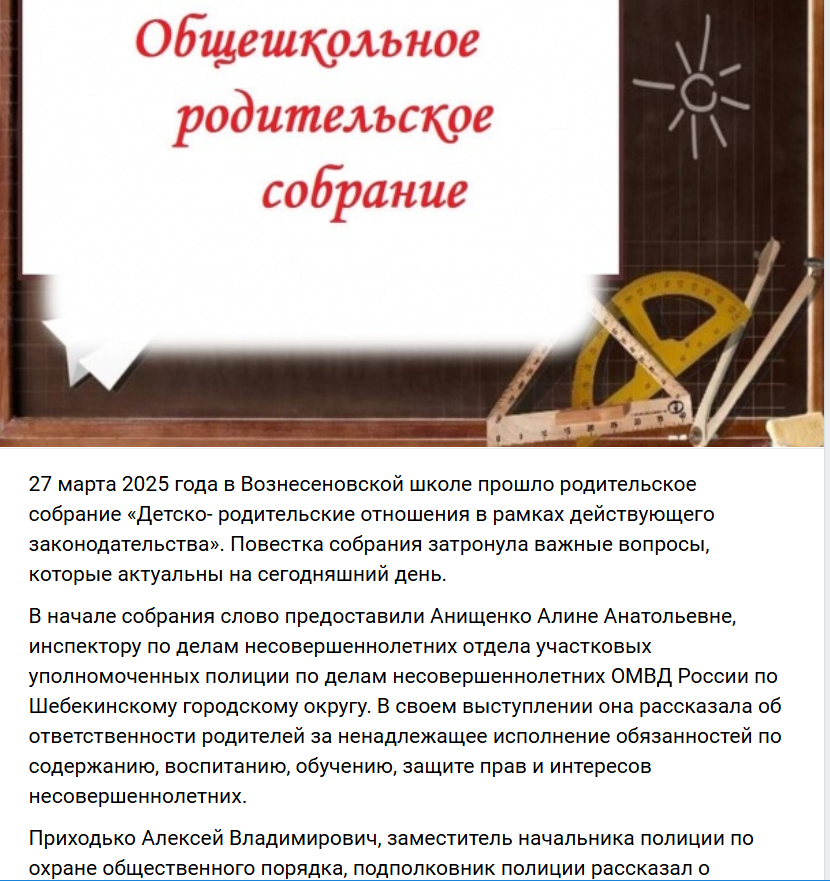 Общешкольное
родительское
собрание
27 марта 2025 года в Вознесеновской школе прошло родительское
собрание «Детско- родительские отношения в рамках действующего
законодательства». Повестка собрания затронула важные вопросы,
которые актуальны на сегодняшний день.
В начале собрания слово предоставили Анищенко Алине Анатольевне,
инспектору по делам несовершеннолетних отдела участковых
уполномоченных полиции по делам несовершеннолетних ОМВД России по
Шебекинскому городскому округу. В своем выступлении она рассказала об
ответственности родителей за ненадлежащее исполнение обязанностей по
содержанию, воспитанию, обучению, защите прав и интересов
несовершеннолетних.
Приходько Алексей Владимирович, заместитель начальника полиции по
охране общественного порядка, подполковник полиции рассказал о